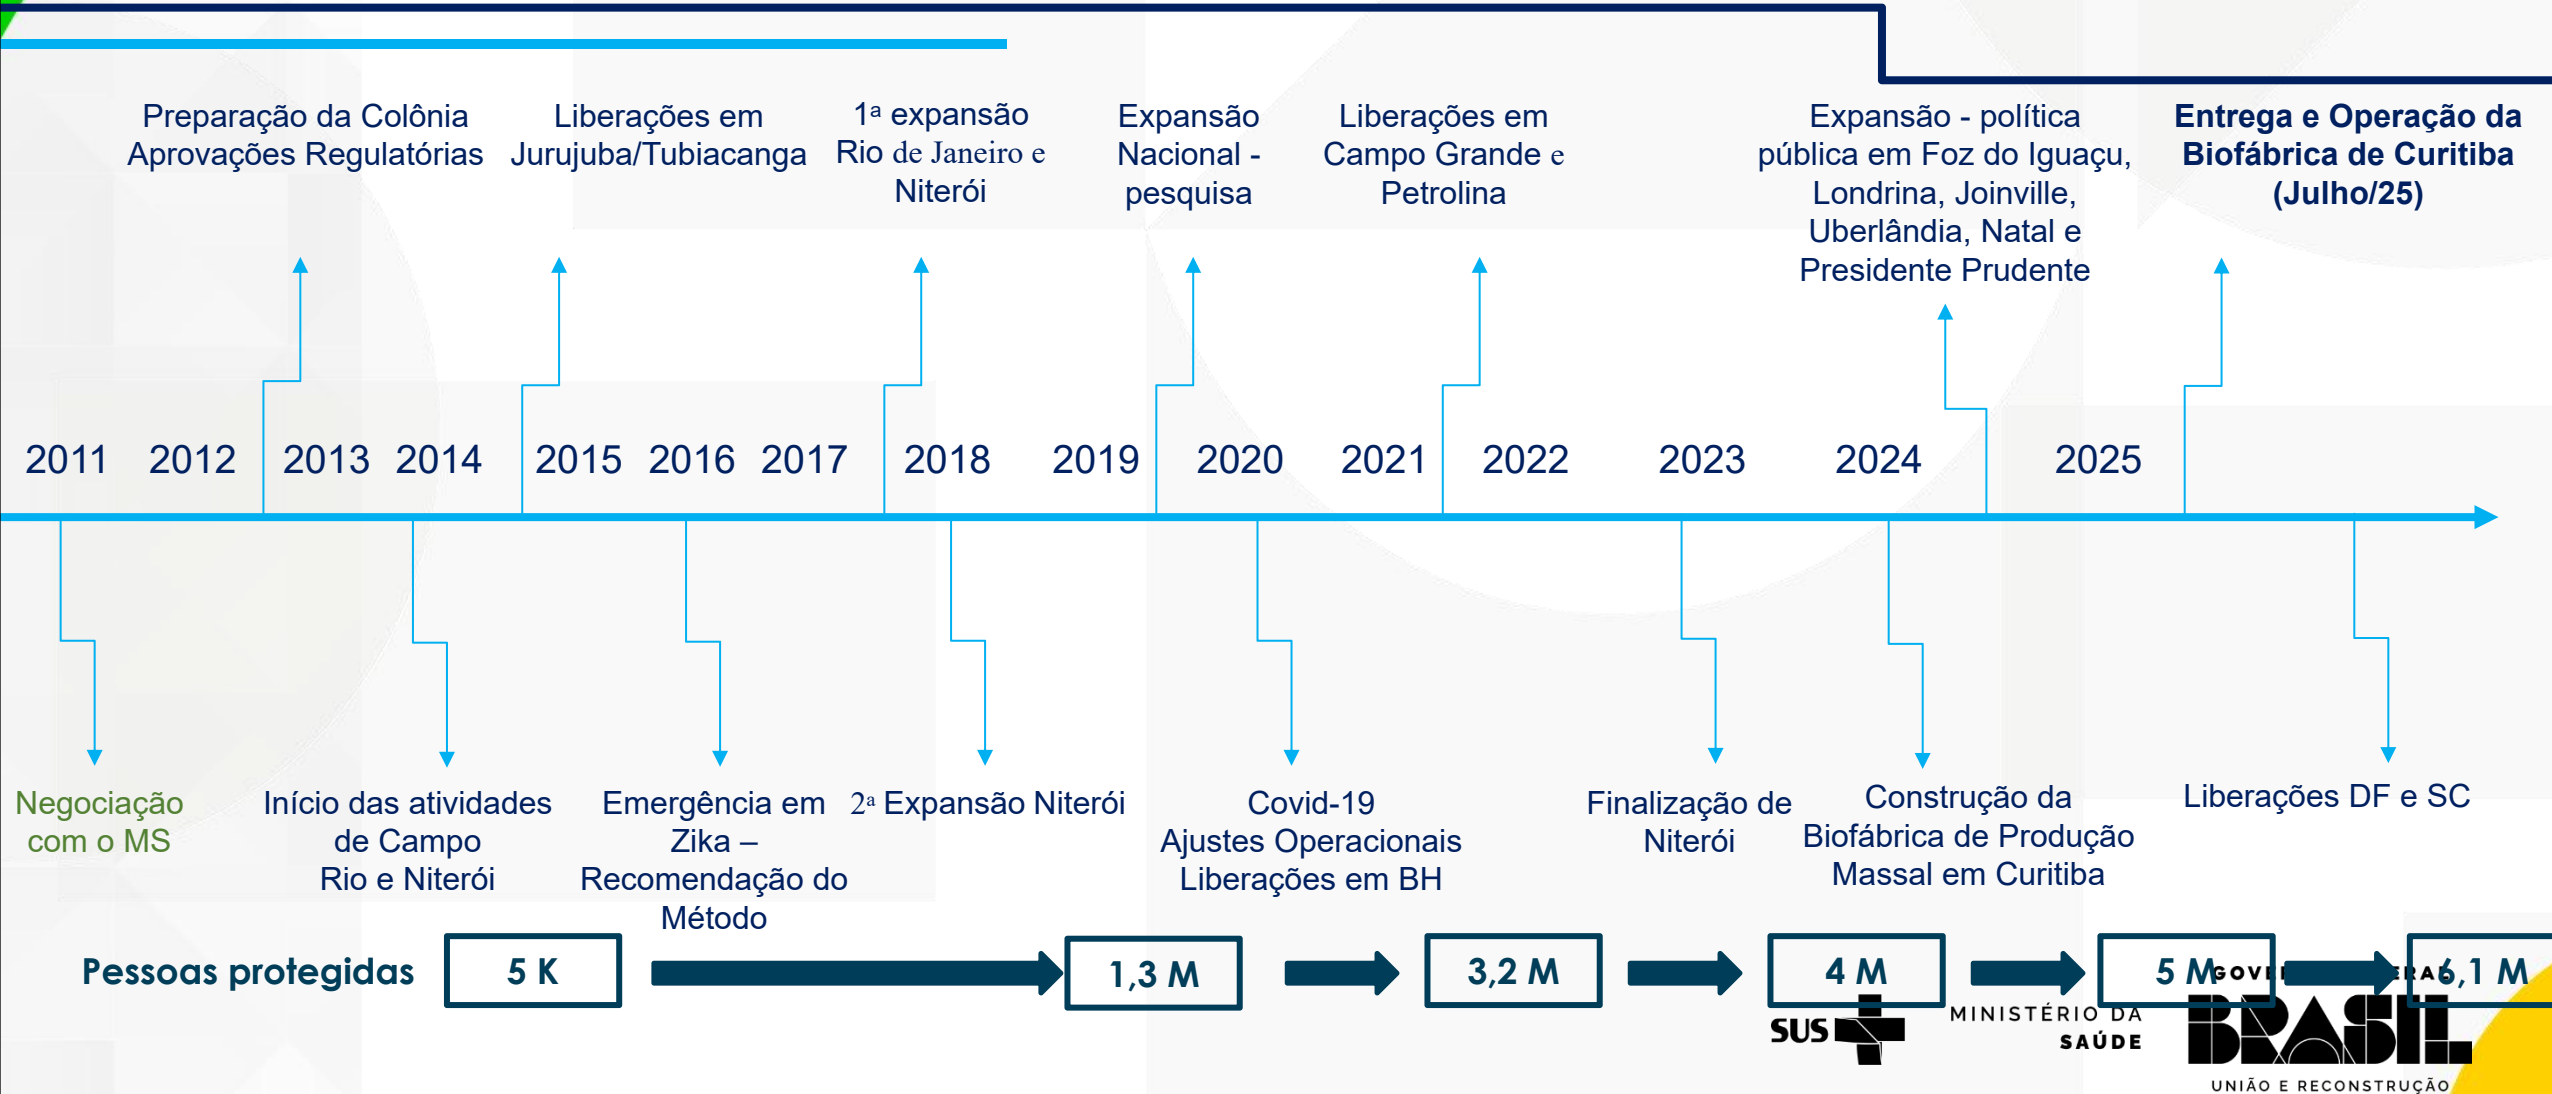 Preparação da Colônia
Aprovações Regulatórias
Liberações em
Jurujuba/Tubiacanga
1ª expansão
Rio de Janeiro e
Niterói
Expansão
Nacional -
pesquisa
Liberações em
Campo Grande e
Petrolina
Expansão - política
pública em Foz do Iguaçu,
Londrina, Joinville,
Uberlândia, Natal e
Presidente Prudente
Entrega e Operação da
Biofábrica de Curitiba
(Julho/25)
2011 2012 2013 2014 2015 2016 2017 2018 2019 2020 2021 2022 2023 2024 2025
Negociação
com o MS
Início das atividades
de Campo
Rio e Niterói
Emergência em
Zika –
Recomendação do
Método
2ª Expansão Niterói
Covid-19
Ajustes Operacionais
Liberações em BH
Finalização de
Niterói
Construção da
Biofábrica de Produção
Massal em Curitiba
Liberações DF e SC
Pessoas protegidas 5 K 1,3 M 3,2 M 4 M 5 M 6,1 M
SUS
MINISTÉRIO DA
SAÚDE
BRASIL
UNIÃO E RECONSTRUÇÃO